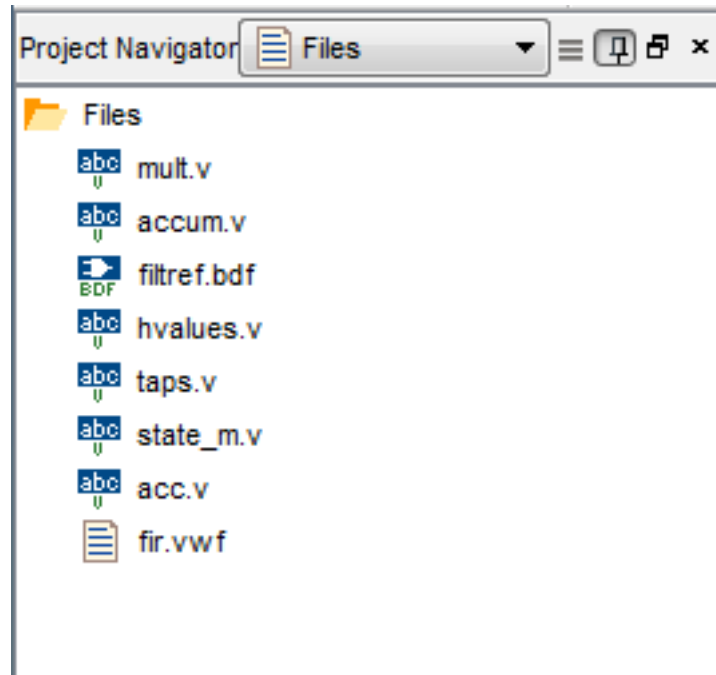 Project Navigator Files
Files
abc V mult.v
abc V accum.v
BDF filtref.bdf
abc V hvalues.v
abc V taps.v
abc V state_m.v
abc V acc.v
fir.vwf